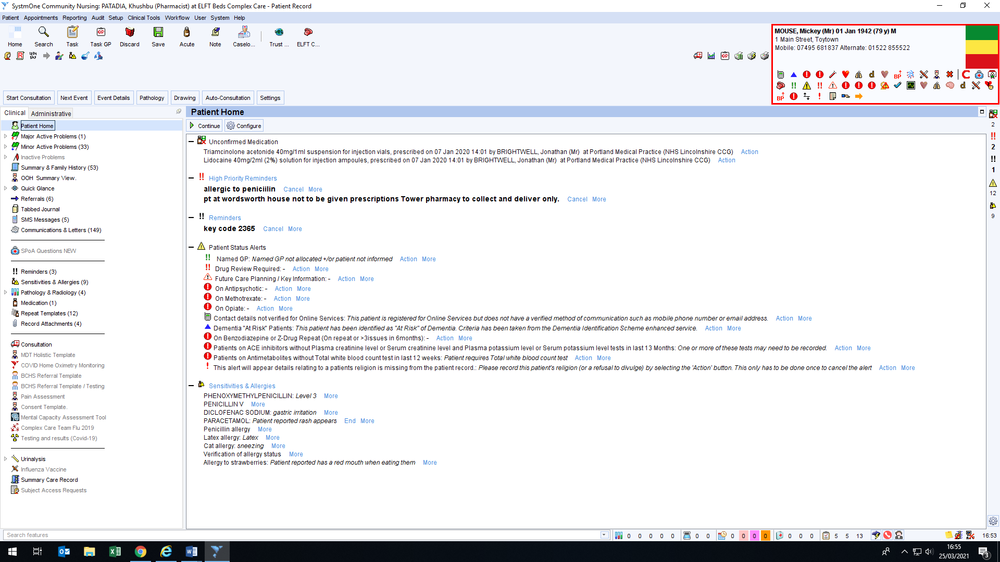 SystmOne Community Nursing: PATADIA, Khushbu (Pharmacist) at ELFT Beds Complex Care - Patient Record
Patient Appointments Reporting Audit Setup Clinical Tools Workflow User System Help
Home Search Task Task GP Discard Save Acute Note Caselo... Trust ... ELFT C...
MOUSE, Mickey (Mr) 01 Jan 1942 (79 y) M
1 Main Street, Toytown
Mobile: 07495 681837 Alternate: 01522 855522
Start Consultation Next Event Event Details Pathology Drawing Auto-Consultation Settings
Clinical Administrative
Patient Home
Major Active Problems (1)
Minor Active Problems (33)
Inactive Problems
Summary & Family History (53)
OOH Summary View.
Quick Glance
Referrals (6)
Tabbed Journal
SMS Messages (5)
Communications & Letters (149)
SPoA Questions NEW
Reminders (3)
Sensitivities & Allergies (9)
Pathology & Radiology (4)
Medication (1)
Repeat Templates (12)
Record Attachments (4)
Consultation
MDT Holistic Template
COVID Home Oximetry Monitoring
BCHS Referral Template
BCHS Referral Template / Testing
Pain Assessment
Consent Template.
Mental Capacity Assessment Tool
Complex Care Team Flu 2019
Testing and results (Covid-19)
Urinalysis
Influenza Vaccine
Summary Care Record
Subject Access Requests
Patient Home
Continue Configure
Unconfirmed Medication
Triamcinolone acetonide 40mg/1ml suspension for injection vials, prescribed on 07 Jan 2020 14:01 by BRIGHTWELL, Jonathan (Mr) at Portland Medical Practice (NHS Lincolnshire CCG) Action
Lidocaine 40mg/2ml (2%) solution for injection ampoules, prescribed on 07 Jan 2020 14:01 by BRIGHTWELL, Jonathan (Mr) at Portland Medical Practice (NHS Lincolnshire CCG) Action
!! High Priority Reminders
allergic to peniciilin Cancel More
pt at wordsworth house not to be given prescriptions Tower pharmacy to collect and deliver only. Cancel More
!! Reminders
key code 2365 Cancel More
Patient Status Alerts
!! Named GP: Named GP not allocated +/or patient not informed Action More
!! Drug Review Required: - Action More
Future Care Planning / Key Information: - Action More
On Antipsychotic: - Action More
On Methotrexate: - Action More
On Opiate: - Action More
Contact details not verified for Online Services: This patient is registered for Online Services but does not have a verified method of communication such as mobile phone number or email address. Action More
Dementia "At Risk" Patients: This patient has been identified as "At Risk" of Dementia. Criteria has been taken from the Dementia Identification Scheme enhanced service. Action More
On Benzodiazepine or Z-Drug Repeat (On repeat or >3issues in 6months): - Action More
Patients on ACE inhibitors without Plasma creatinine level or Serum creatinine level and Plasma potassium level or Serum potassium level tests in last 13 Months: One or more of these tests may need to be recorded. Action More
Patients on Antimetabolites without Total white blood count test in last 12 weeks: Patient requires Total white blood count test Action More
! This alert will appear details relating to a patients religion is missing from the patient record.: Please record this patient's religion (or a refusal to divulge) by selecting the 'Action' button. This only has to be done once to cancel the alert Action More
Sensitivities & Allergies
PHENOXYMETHYLPENICILLIN: Level 3 More
PENICILLIN V More
DICLOFENAC SODIUM: gastric irritation More
PARACETAMOL: Patient reported rash appears End More
Penicillin allergy More
Latex allergy: Latex More
Cat allergy: sneezing More
Verification of allergy status More
Allergy to strawberries: Patient reported has a red mouth when eating them More
2
!!
2
!!
1
12
9
Search features
0 0 0 0 0 0 0 0 0 0 0 0 0 0 5 5 13 16:53
16:55
25/03/2021
3